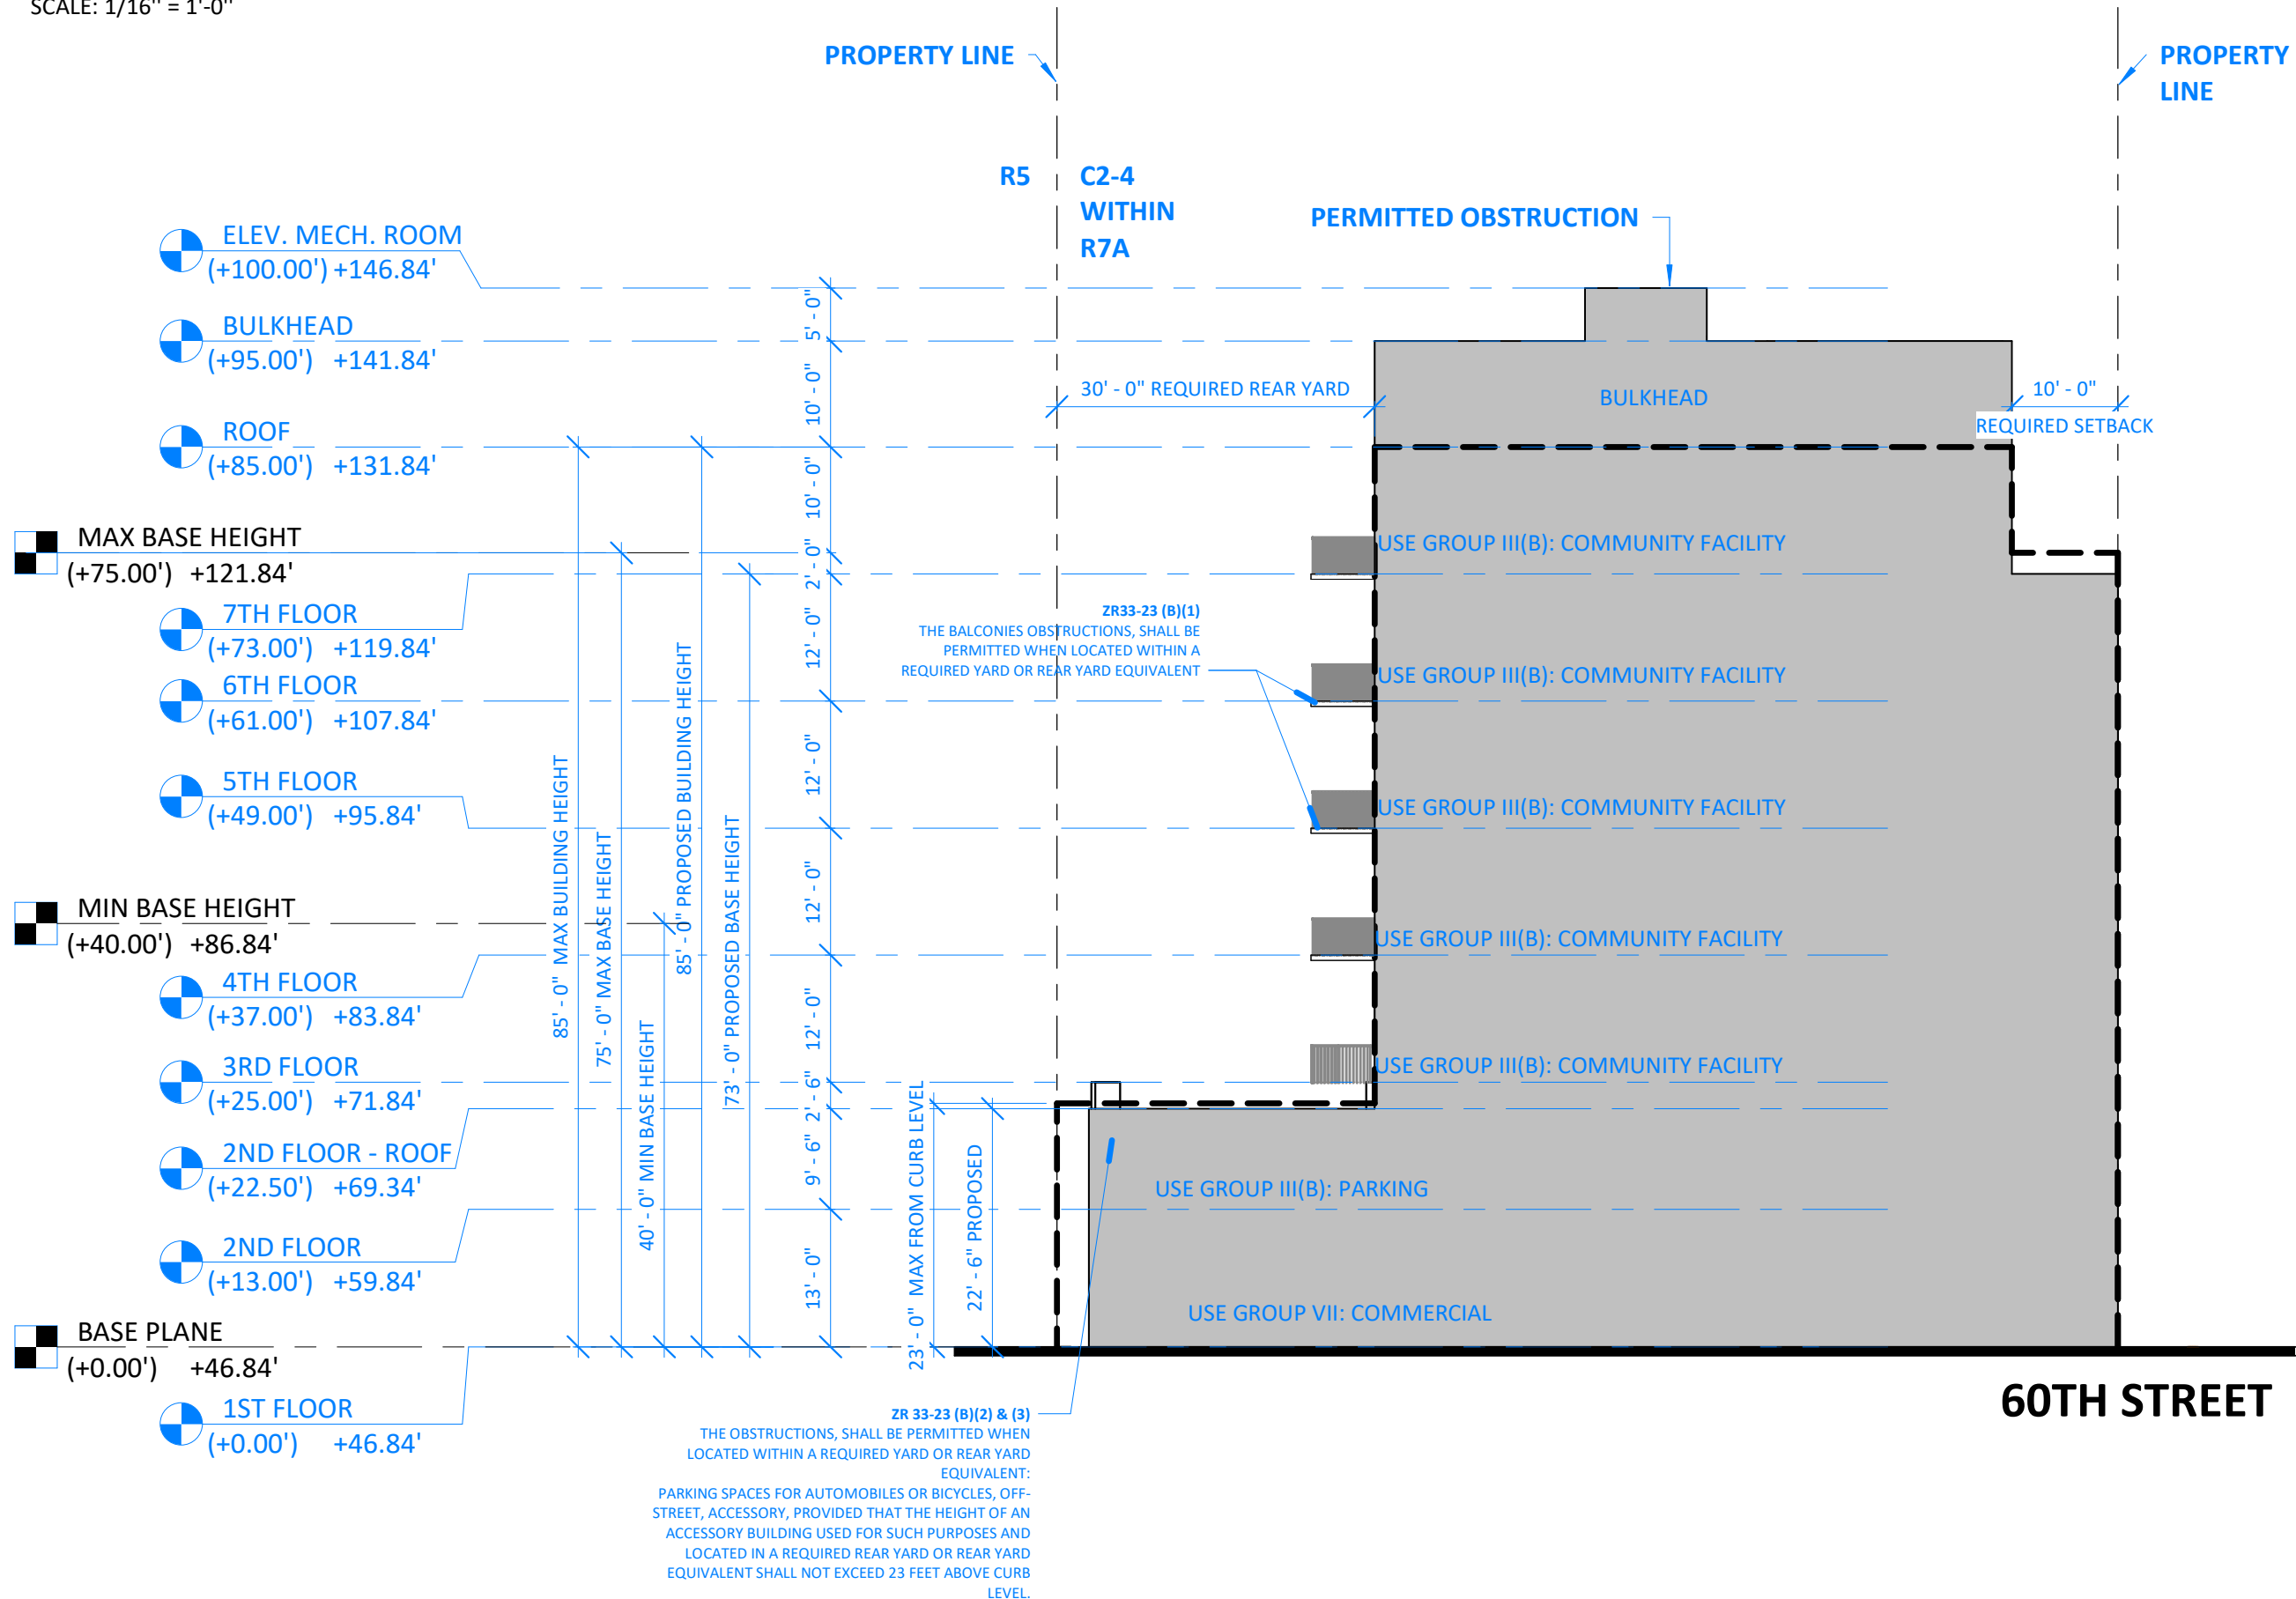 SCALE: 1/16" = 1'-0"
PROPERTY LINE
PROPERTY
LINE
R5
C2-4
WITHIN
R7A
PERMITTED OBSTRUCTION
ELEV. MECH. ROOM
(+100.00') +146.84'
BULKHEAD
(+95.00') +141.84'
ROOF
(+85.00') +131.84'
MAX BASE HEIGHT
(+75.00') +121.84'
7TH FLOOR
(+73.00') +119.84'
6TH FLOOR
(+61.00') +107.84'
5TH FLOOR
(+49.00') +95.84'
MIN BASE HEIGHT
(+40.00') +86.84'
4TH FLOOR
(+37.00') +83.84'
3RD FLOOR
(+25.00') +71.84'
2ND FLOOR - ROOF
(+22.50') +69.34'
2ND FLOOR
(+13.00') +59.84'
BASE PLANE
(+0.00') +46.84'
1ST FLOOR
(+0.00') +46.84'
85' - 0" MAX BUILDING HEIGHT
75' - 0" MAX BASE HEIGHT
40' - 0" MIN BASE HEIGHT
85' - 0" PROPOSED BUILDING HEIGHT
73' - 0" PROPOSED BASE HEIGHT
5' - 0"
10' - 0"
10' - 0"
2' - 0"
12' - 0"
12' - 0"
12' - 0"
12' - 0"
2' - 6"
9' - 6"
13' - 0"
23' - 0" MAX FROM CURB LEVEL
22' - 6" PROPOSED
30' - 0" REQUIRED REAR YARD
BULKHEAD
10' - 0"
REQUIRED SETBACK
USE GROUP III(B): COMMUNITY FACILITY
ZR33-23 (B)(1)
THE BALCONIES OBSTRUCTIONS, SHALL BE
PERMITTED WHEN LOCATED WITHIN A
REQUIRED YARD OR REAR YARD EQUIVALENT
USE GROUP III(B): COMMUNITY FACILITY
USE GROUP III(B): COMMUNITY FACILITY
USE GROUP III(B): COMMUNITY FACILITY
USE GROUP III(B): COMMUNITY FACILITY
USE GROUP III(B): PARKING
USE GROUP VII: COMMERCIAL
60TH STREET
ZR 33-23 (B)(2) & (3)
THE OBSTRUCTIONS, SHALL BE PERMITTED WHEN
LOCATED WITHIN A REQUIRED YARD OR REAR YARD
EQUIVALENT:
PARKING SPACES FOR AUTOMOBILES OR BICYCLES, OFF-
STREET, ACCESSORY, PROVIDED THAT THE HEIGHT OF AN
ACCESSORY BUILDING USED FOR SUCH PURPOSES AND
LOCATED IN A REQUIRED REAR YARD OR REAR YARD
EQUIVALENT SHALL NOT EXCEED 23 FEET ABOVE CURB
LEVEL.